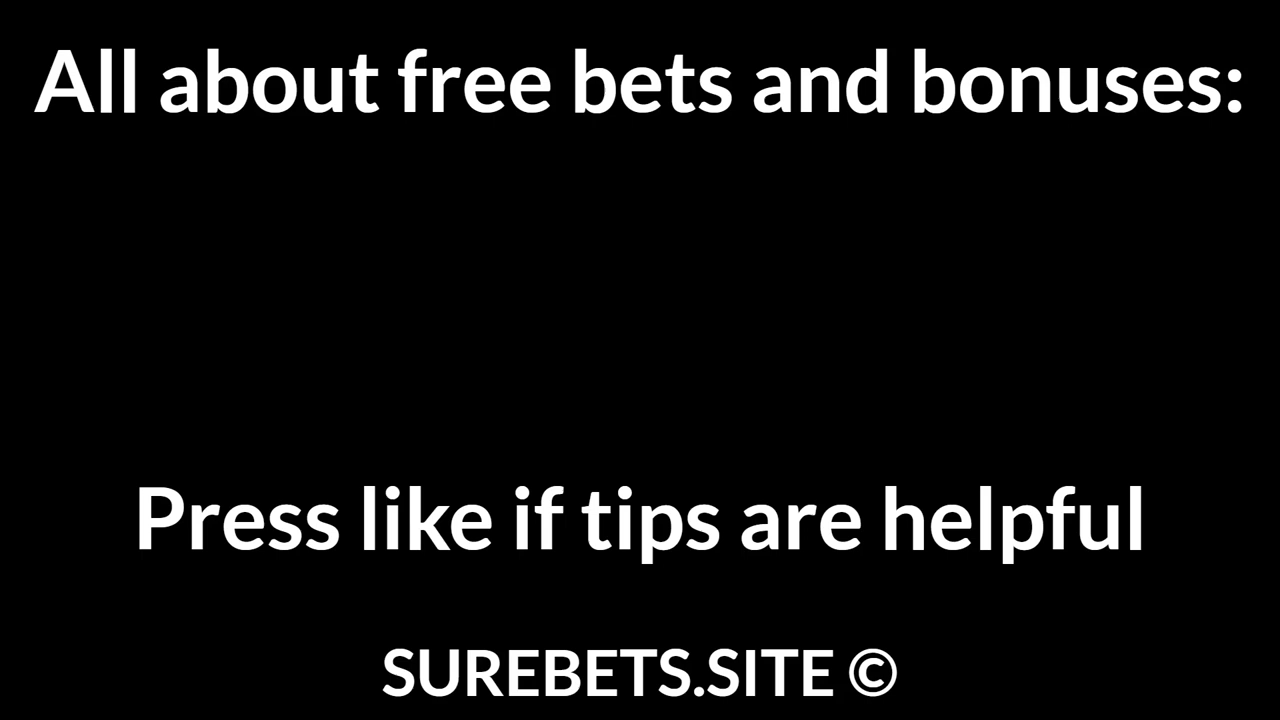 All about free bets and bonuses:
Press like if tips are helpful
SUREBETS.SITE ©